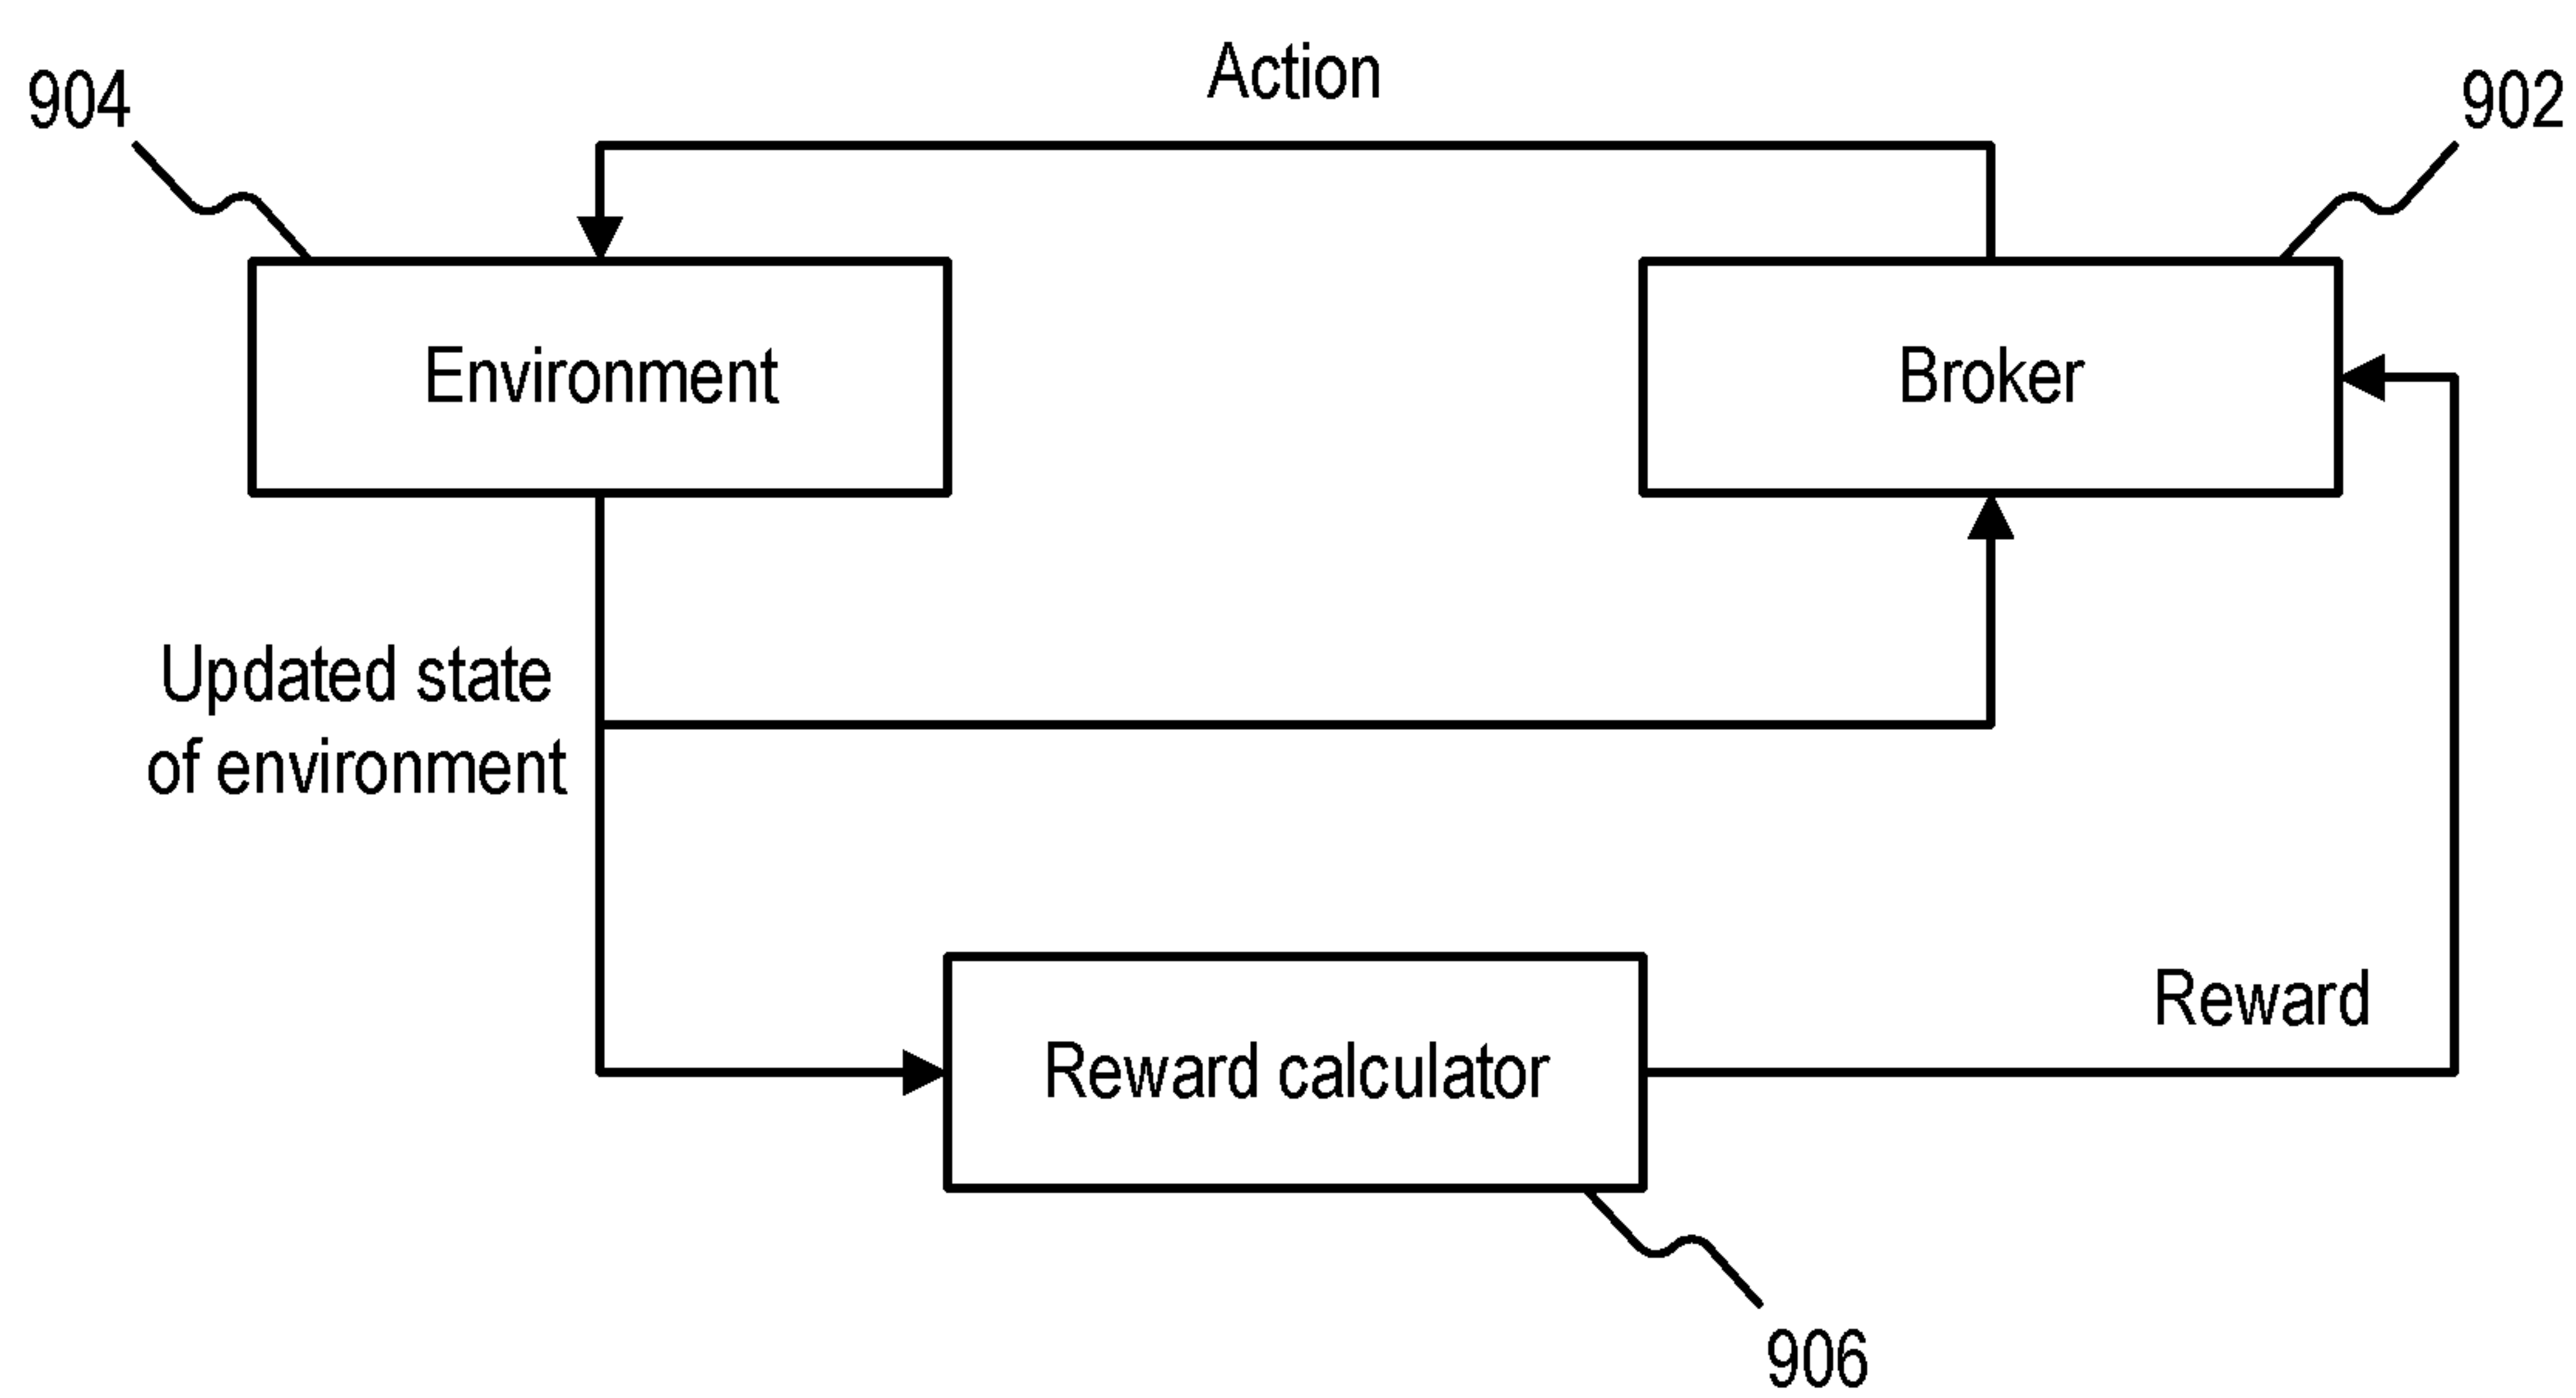 Action
904
902
Environment
Broker
Updated state
of environment
Reward
Reward calculator
906